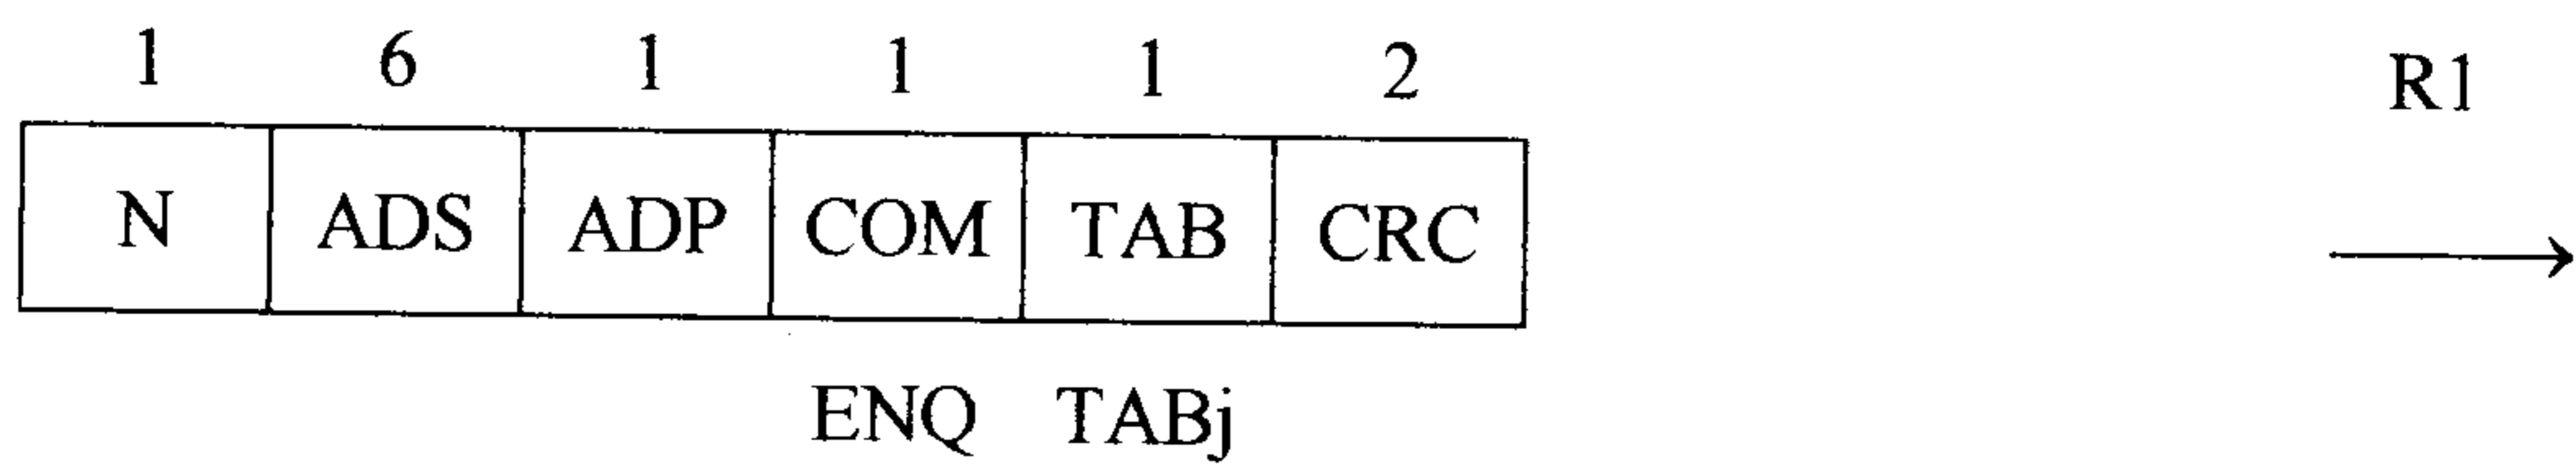 1 6 1 1 1 2 R1
N ADS ADP COM TAB CRC
ENQ TABj